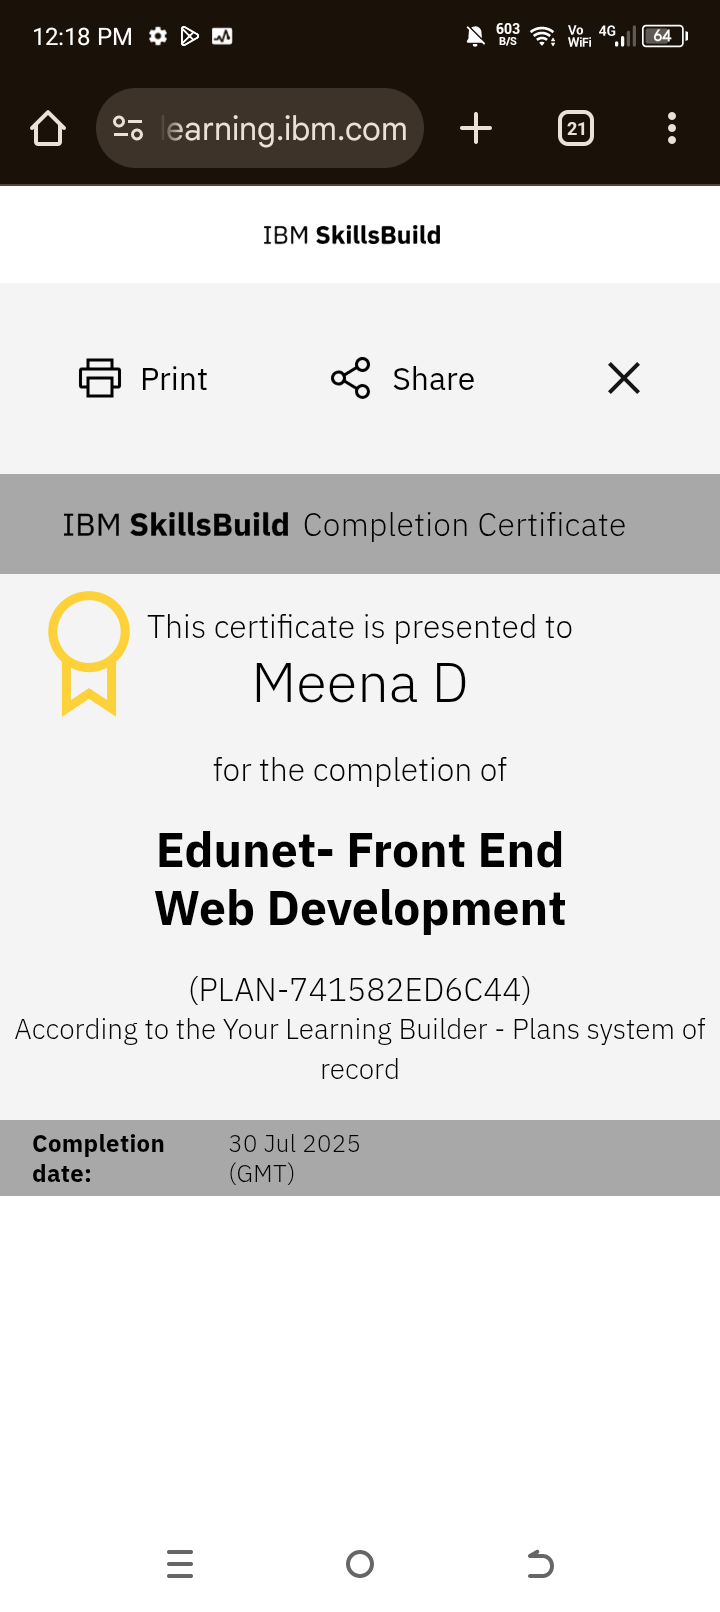 12:18 PM 603 B/S Vo WiFi 4G 64
learning.ibm.com 21
IBM SkillsBuild
Print Share
IBM SkillsBuild Completion Certificate
This certificate is presented to
Meena D
for the completion of
Edunet- Front End
Web Development
(PLAN-741582ED6C44)
According to the Your Learning Builder - Plans system of
record
Completion date: 30 Jul 2025 (GMT)